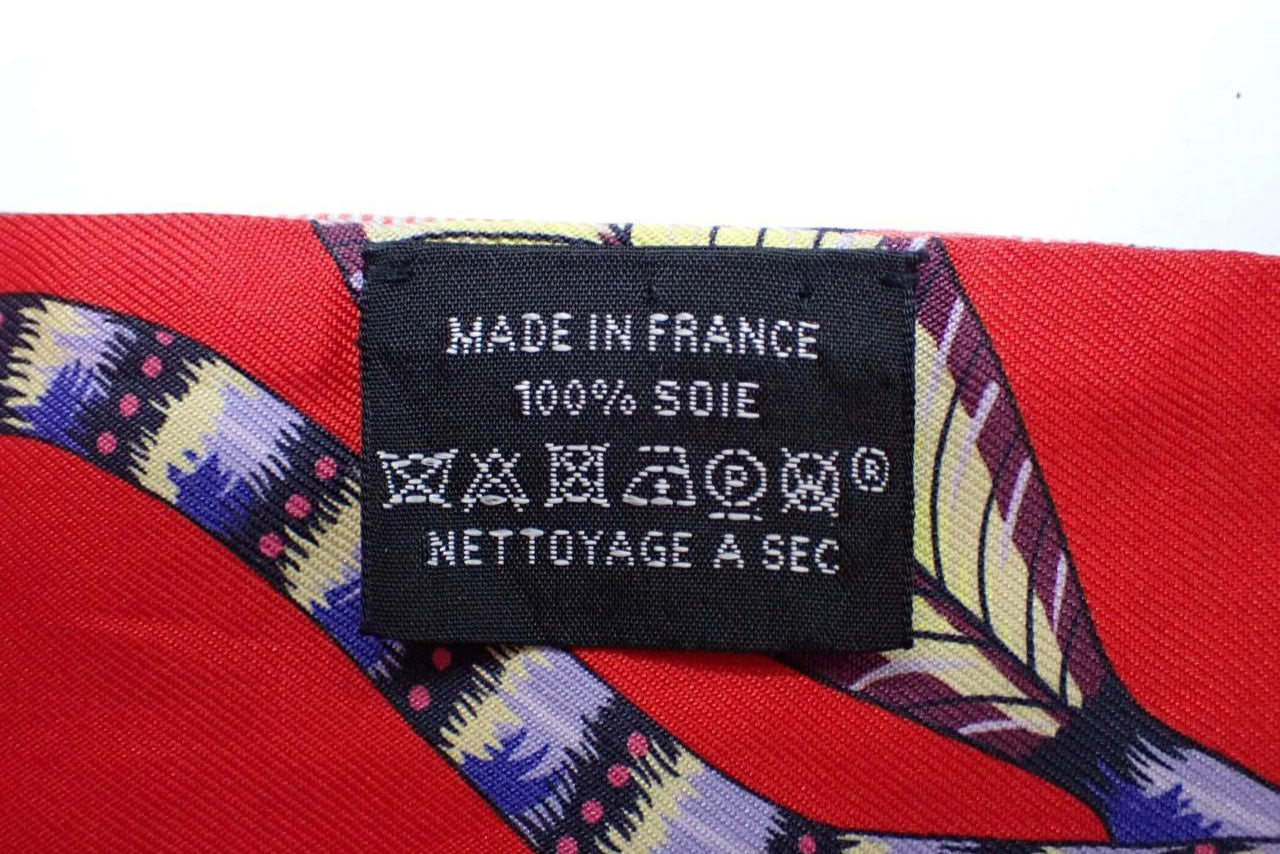 MADE IN FRANCE
100% SOIE
P W ®
NETTOYAGE A SEC